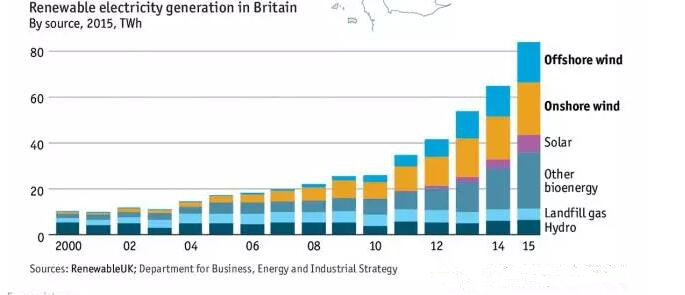 Renewable electricity generation in Britain
By source, 2015, TWh
80
60
40
20
0
Offshore wind
Onshore wind
Solar
Other
bioenergy
Landfill gas
Hydro
2000 02 04 06 08 10 12 14 15
Sources: RenewableUK; Department for Business, Energy and Industrial Strategy